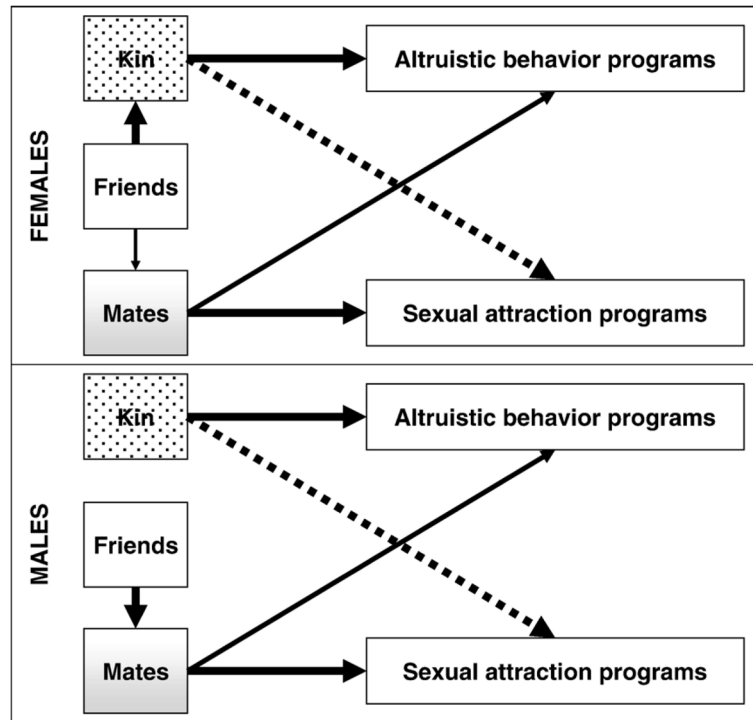 FEMALES
Kin
Altruistic behavior programs
Friends
Mates
Sexual attraction programs
MALES
Kin
Altruistic behavior programs
Friends
Mates
Sexual attraction programs